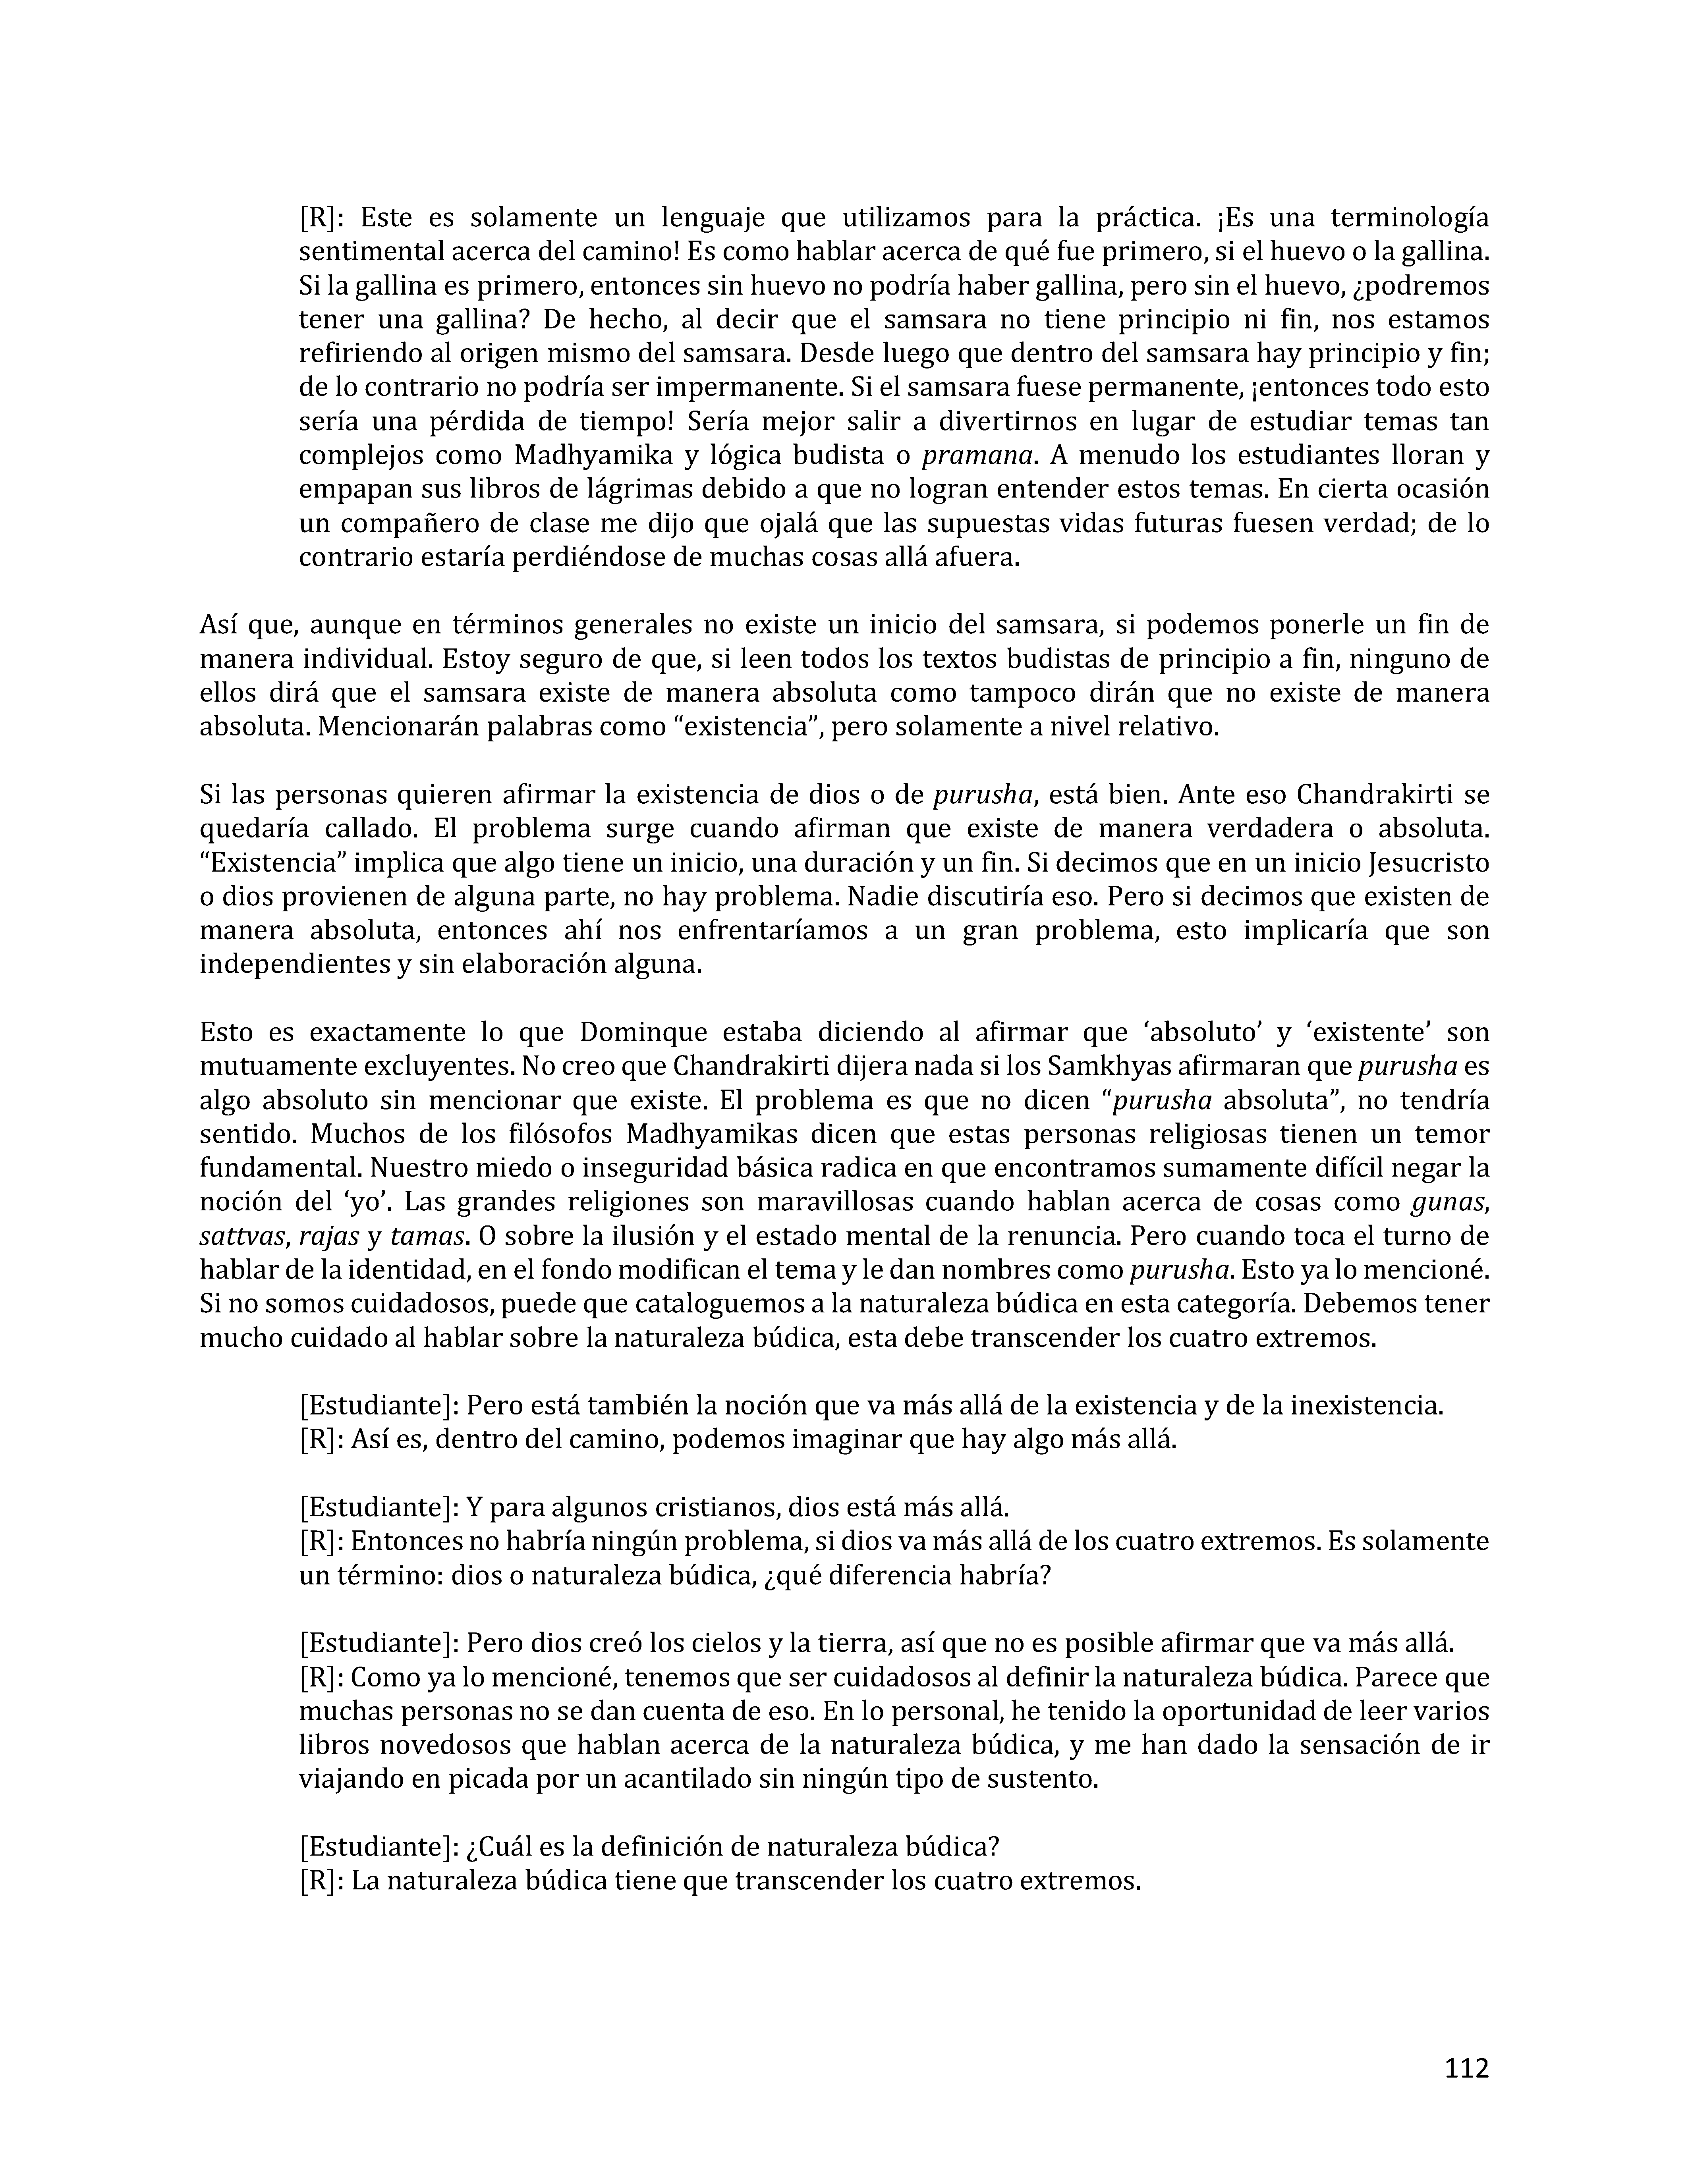 [R]: Este es solamente un lenguaje que utilizamos para la práctica. ¡Es una terminología
sentimental acerca del camino! Es como hablar acerca de qué fue primero, si el huevo o la gallina.
Si la gallina es primero, entonces sin huevo no podría haber gallina, pero sin el huevo, ¿podremos
tener una gallina? De hecho, al decir que el samsara no tiene principio ni fin, nos estamos
refiriendo al origen mismo del samsara. Desde luego que dentro del samsara hay principio y fin;
de lo contrario no podría ser impermanente. Si el samsara fuese permanente, ¡entonces todo esto
sería una pérdida de tiempo! Sería mejor salir a divertirnos en lugar de estudiar temas tan
complejos como Madhyamika y lógica budista o pramana. A menudo los estudiantes lloran y
empapan sus libros de lágrimas debido a que no logran entender estos temas. En cierta ocasión
un compañero de clase me dijo que ojalá que las supuestas vidas futuras fuesen verdad; de lo
contrario estaría perdiéndose de muchas cosas allá afuera.
Así que, aunque en términos generales no existe un inicio del samsara, si podemos ponerle un fin de
manera individual. Estoy seguro de que, si leen todos los textos budistas de principio a fin, ninguno de
ellos dirá que el samsara existe de manera absoluta como tampoco dirán que no existe de manera
absoluta. Mencionarán palabras como “existencia”, pero solamente a nivel relativo.
Si las personas quieren afirmar la existencia de dios o de purusha, está bien. Ante eso Chandrakirti se
quedaría callado. El problema surge cuando afirman que existe de manera verdadera o absoluta.
“Existencia” implica que algo tiene un inicio, una duración y un fin. Si decimos que en un inicio Jesucristo
o dios provienen de alguna parte, no hay problema. Nadie discutiría eso. Pero si decimos que existen de
manera absoluta, entonces ahí nos enfrentaríamos a un gran problema, esto implicaría que son
independientes y sin elaboración alguna.
Esto es exactamente lo que Dominque estaba diciendo al afirmar que ‘absoluto’ y ‘existente’ son
mutuamente excluyentes. No creo que Chandrakirti dijera nada si los Samkhyas afirmaran que purusha es
algo absoluto sin mencionar que existe. El problema es que no dicen “purusha absoluta”, no tendría
sentido. Muchos de los filósofos Madhyamikas dicen que estas personas religiosas tienen un temor
fundamental. Nuestro miedo o inseguridad básica radica en que encontramos sumamente difícil negar la
noción del ‘yo’. Las grandes religiones son maravillosas cuando hablan acerca de cosas como gunas,
sattvas, rajas y tamas. O sobre la ilusión y el estado mental de la renuncia. Pero cuando toca el turno de
hablar de la identidad, en el fondo modifican el tema y le dan nombres como purusha. Esto ya lo mencioné.
Si no somos cuidadosos, puede que cataloguemos a la naturaleza búdica en esta categoría. Debemos tener
mucho cuidado al hablar sobre la naturaleza búdica, esta debe transcender los cuatro extremos.
[Estudiante]: Pero está también la noción que va más allá de la existencia y de la inexistencia.
[R]: Así es, dentro del camino, podemos imaginar que hay algo más allá.
[Estudiante]: Y para algunos cristianos, dios está más allá.
[R]: Entonces no habría ningún problema, si dios va más allá de los cuatro extremos. Es solamente
un término: dios o naturaleza búdica, ¿qué diferencia habría?
[Estudiante]: Pero dios creó los cielos y la tierra, así que no es posible afirmar que va más allá.
[R]: Como ya lo mencioné, tenemos que ser cuidadosos al definir la naturaleza búdica. Parece que
muchas personas no se dan cuenta de eso. En lo personal, he tenido la oportunidad de leer varios
libros novedosos que hablan acerca de la naturaleza búdica, y me han dado la sensación de ir
viajando en picada por un acantilado sin ningún tipo de sustento.
[Estudiante]: ¿Cuál es la definición de naturaleza búdica?
[R]: La naturaleza búdica tiene que transcender los cuatro extremos.
112